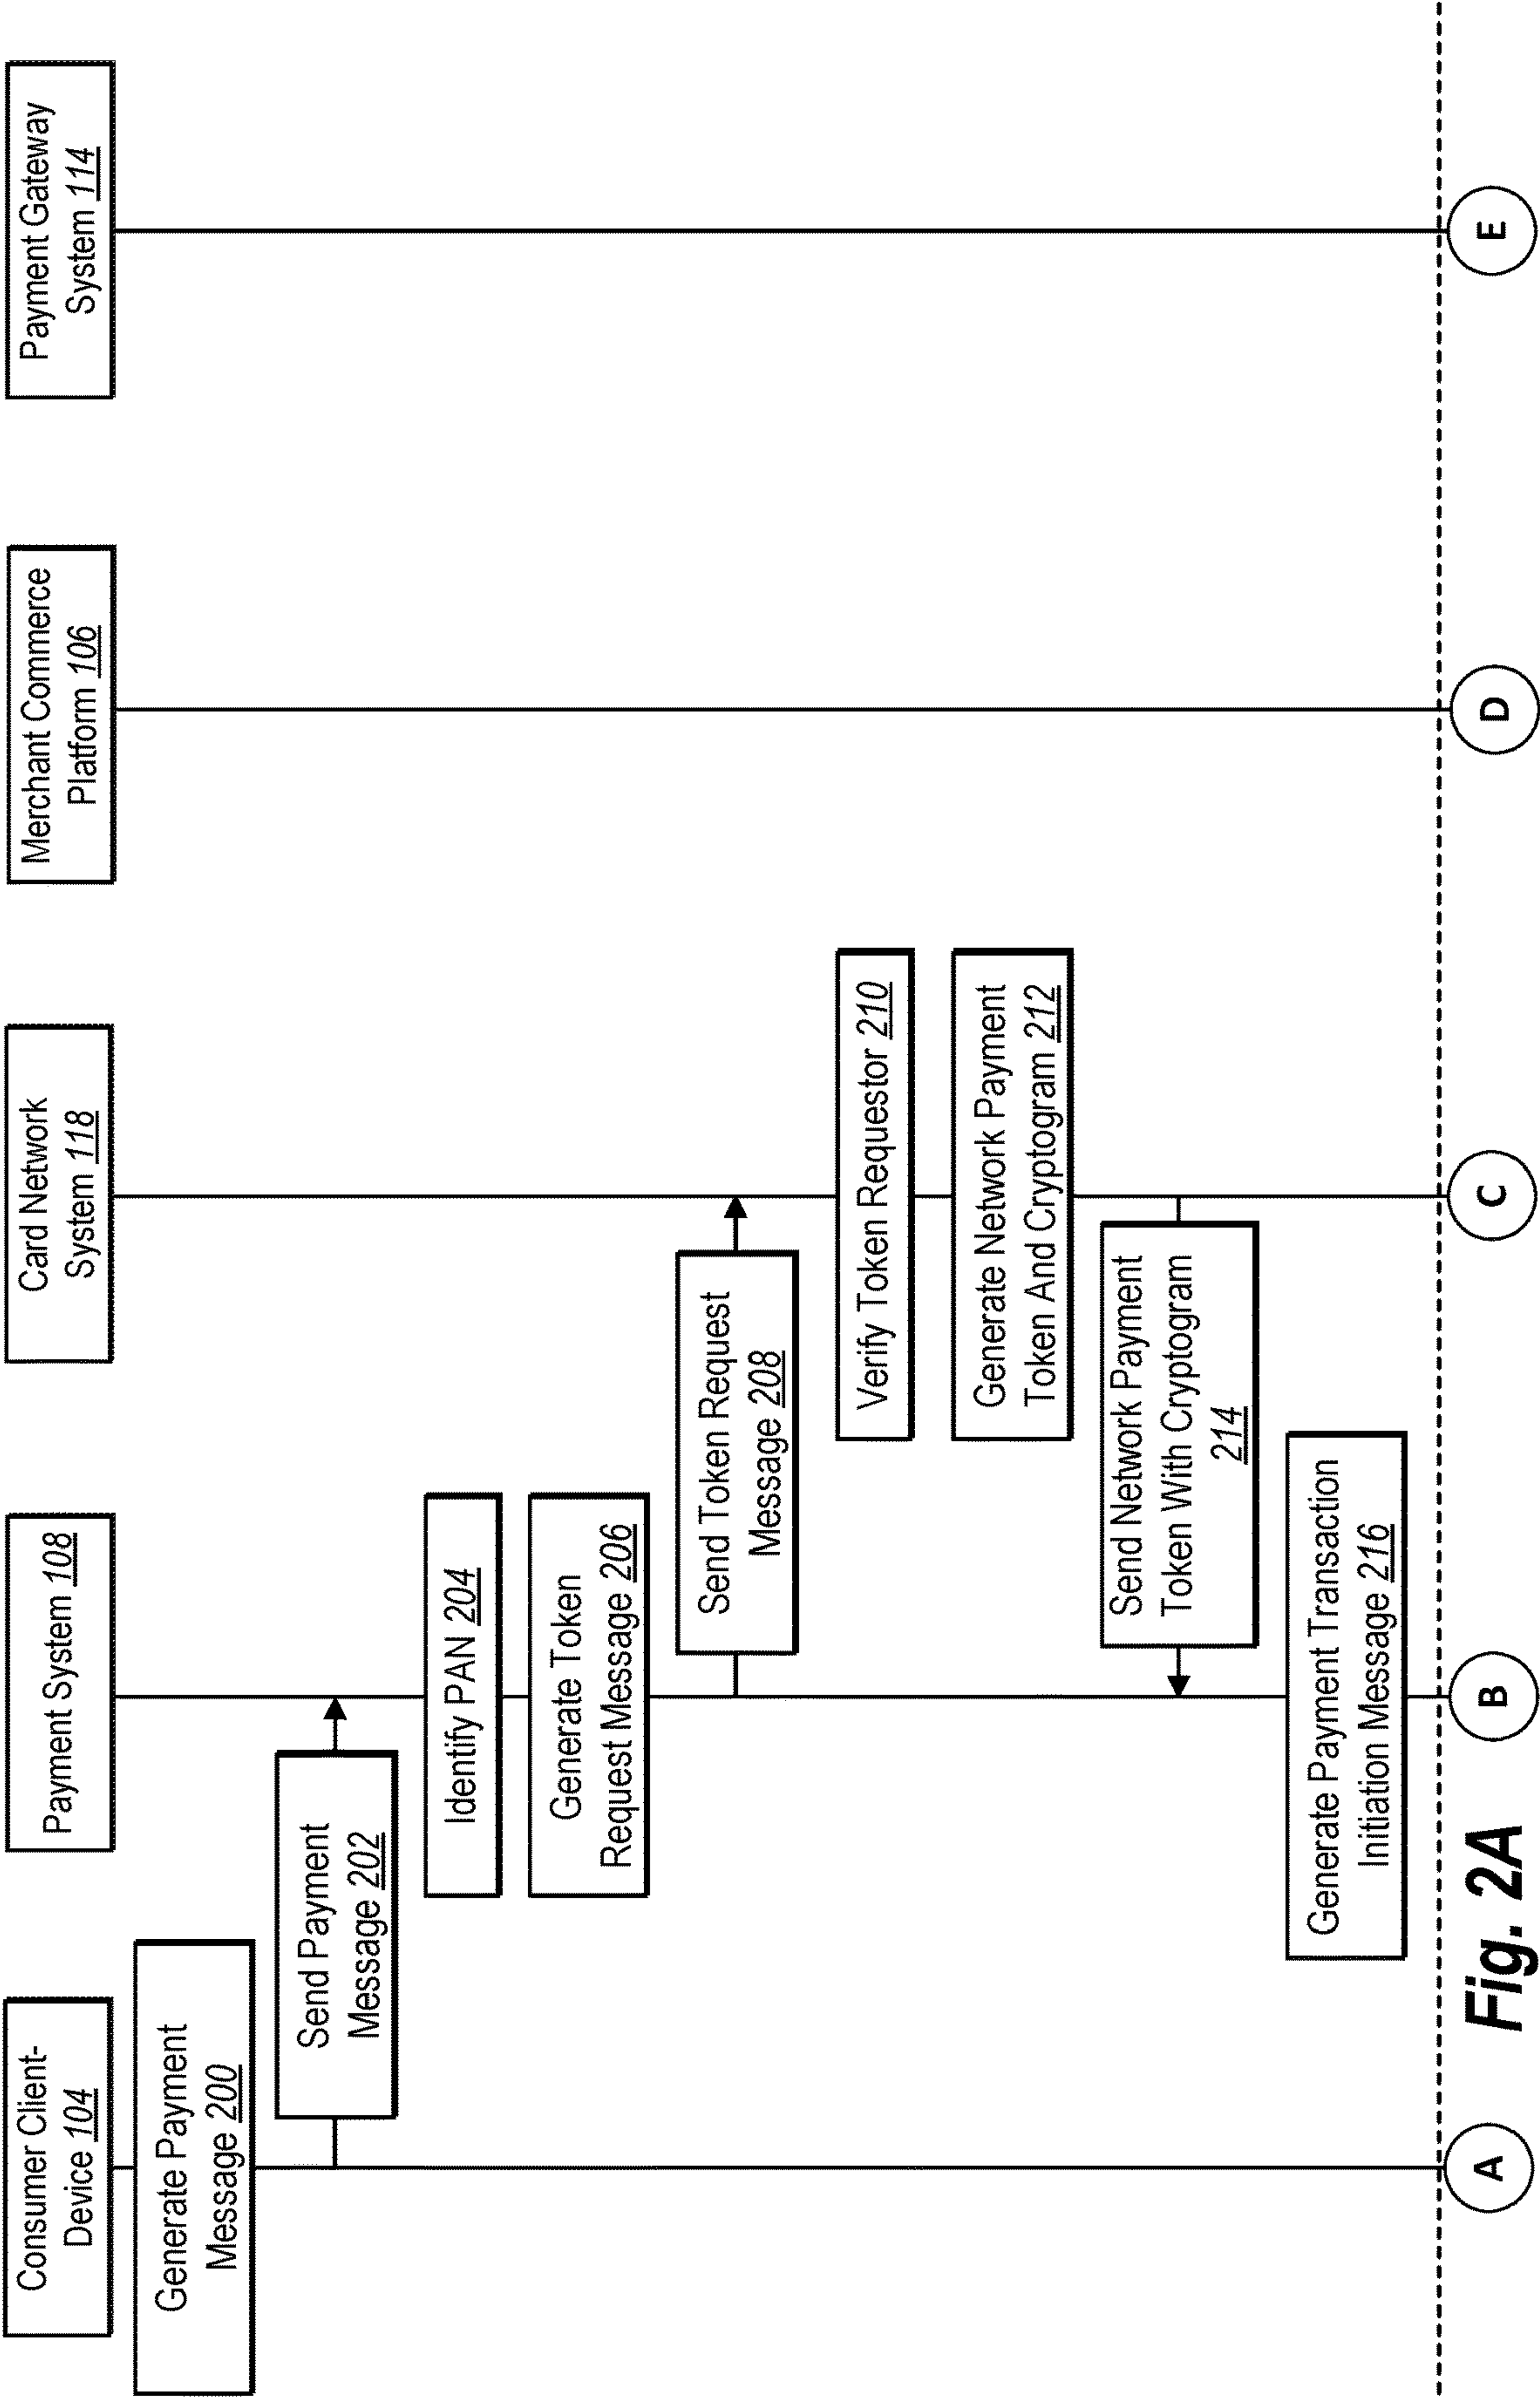 Consumer Client-
Device 104
Payment System 108
Card Network
System 118
Merchant Commerce
Platform 106
Payment Gateway
System 114
Generate Payment
Message 200
Send Payment
Message 202
Identify PAN 204
Generate Token
Request Message 206
Send Token Request
Message 208
Verify Token Requestor 210
Generate Network Payment
Token And Cryptogram 212
Send Network Payment
Token With Cryptogram
214
Generate Payment Transaction
Initiation Message 216
A
B
C
D
E
Fig. 2A